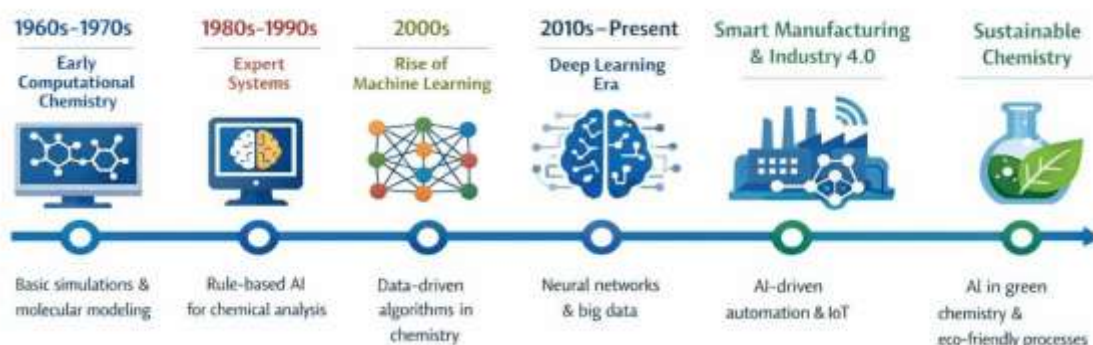 1960s–1970s
Early
Computational
Chemistry
Basic simulations &
molecular modeling
1980s–1990s
Expert
Systems
Rule-based AI
for chemical analysis
2000s
Rise of
Machine Learning
Data-driven
algorithms in
chemistry
2010s–Present
Deep Learning
Era
Neural networks
& big data
Smart Manufacturing
& Industry 4.0
AI-driven
automation & IoT
Sustainable
Chemistry
AI in green
chemistry &
eco-friendly processes